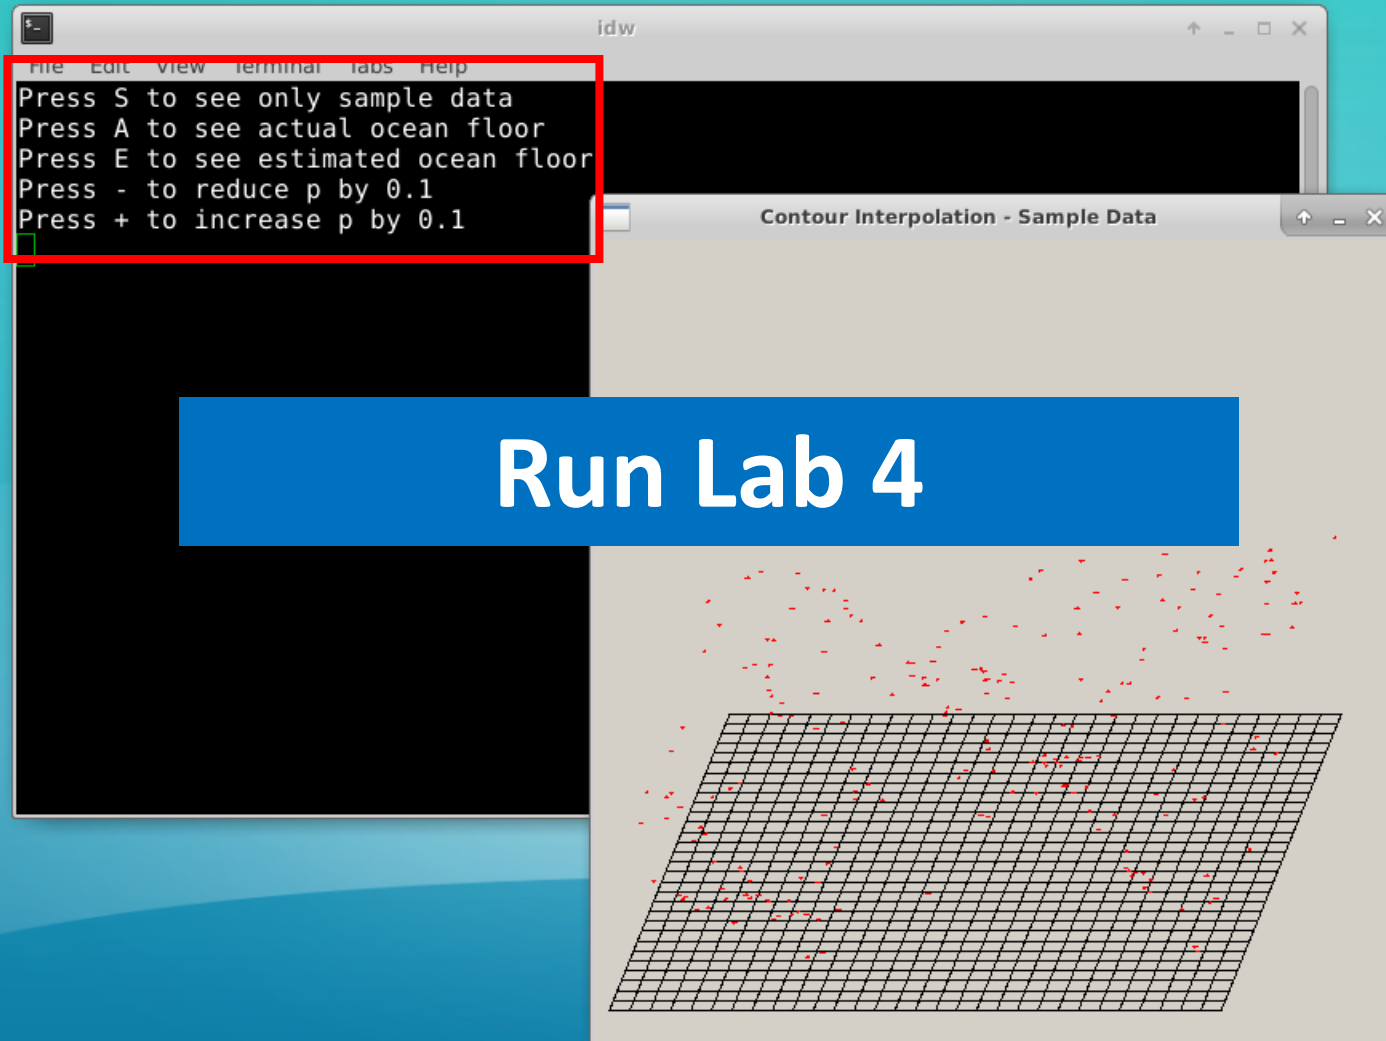 idw
File Edit View Terminal Tabs Help
Press S to see only sample data
Press A to see actual ocean floor
Press E to see estimated ocean floor
Press - to reduce p by 0.1
Press + to increase p by 0.1
Contour Interpolation - Sample Data
Run Lab 4